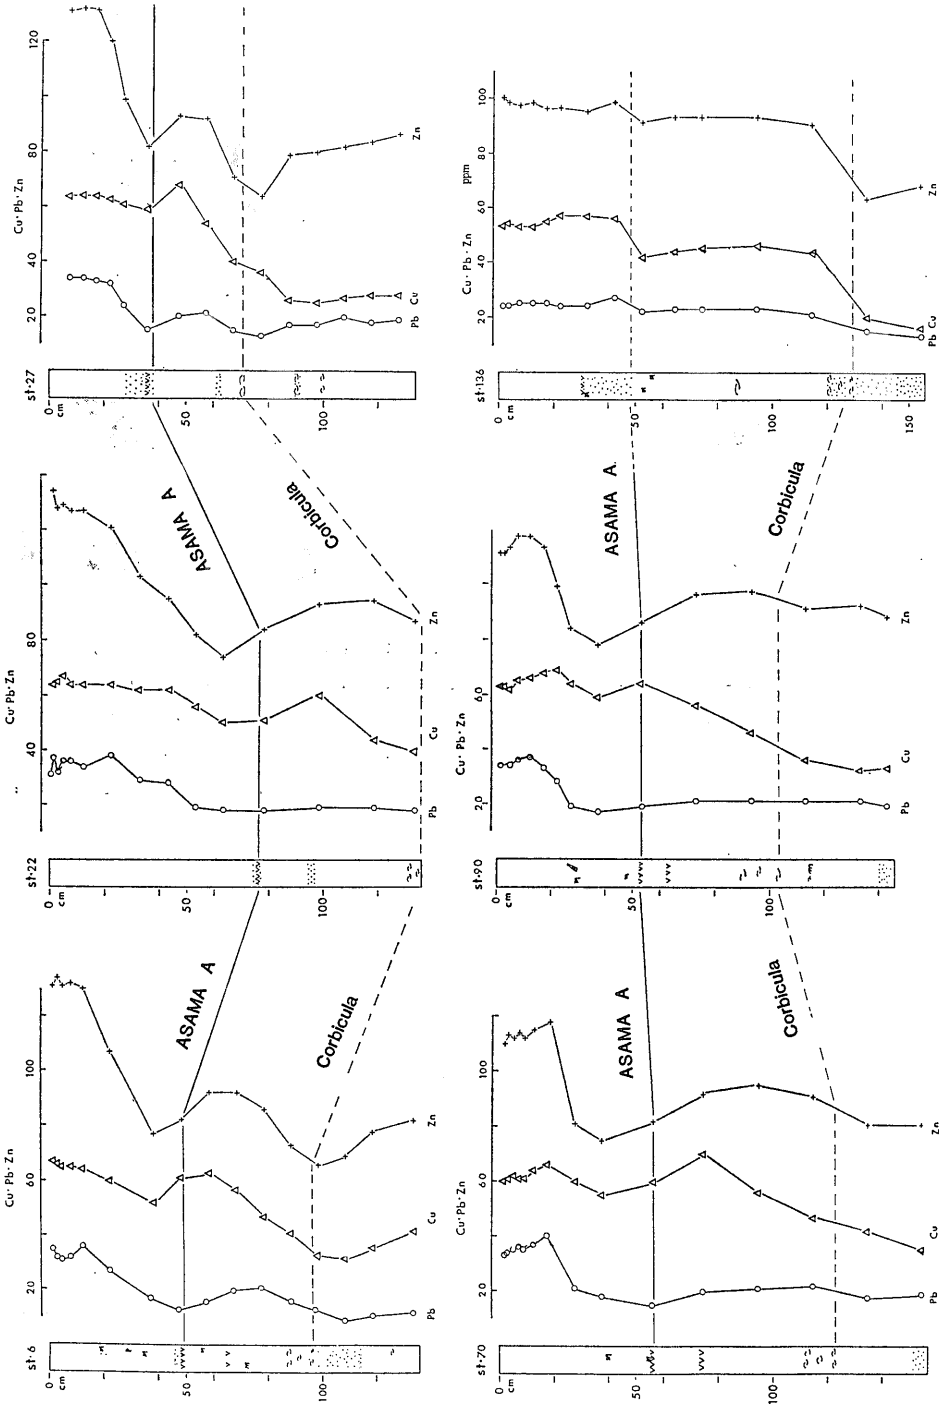 st·6
0
cm
50
100
20
60
100
Cu·Pb·Zn
Pb
Cu
Zn
ASAMA A
Corbicula
st·22
0
cm
50
100
40
80
Cu·Pb·Zn
Pb
Cu
Zn
ASAMA A
Corbicula
st·27
0
cm
50
100
20
40
80
120
Cu·Pb·Zn
Pb
Cu
Zn
st·70
0
cm
50
100
20
60
100
Cu·Pb·Zn
Pb
Cu
Zn
ASAMA A
Corbicula
st·90
0
cm
50
100
20
60
Cu·Pb·Zn
Pb
Cu
Zn
ASAMA A.
Corbicula
st·136
0
cm
50
100
150
20
40
60
80
100
Cu·Pb·Zn
ppm
Pb
Cu
Zn